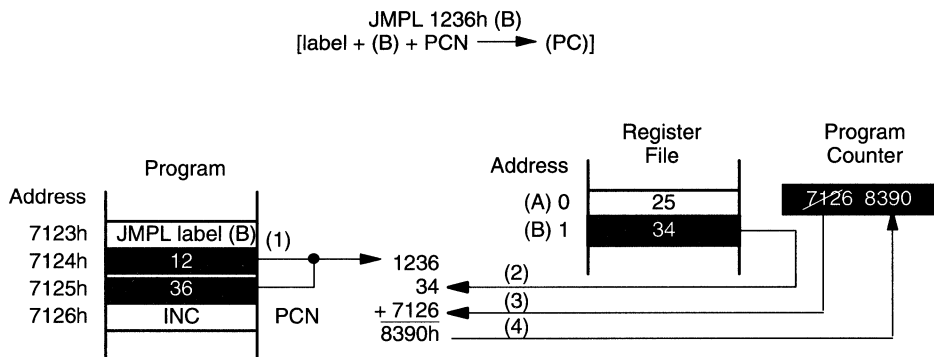 JMPL 1236h (B)
[label + (B) + PCN → (PC)]
Register File
Program Counter
Program
Address
Address
(A) 0 25
7126 8390
(B) 1 34
7123h JMPL label (B)
(1)
7124h 12
1236
7125h 36
34
(2)
7126h INC PCN
+ 7126
(3)
8390h
(4)